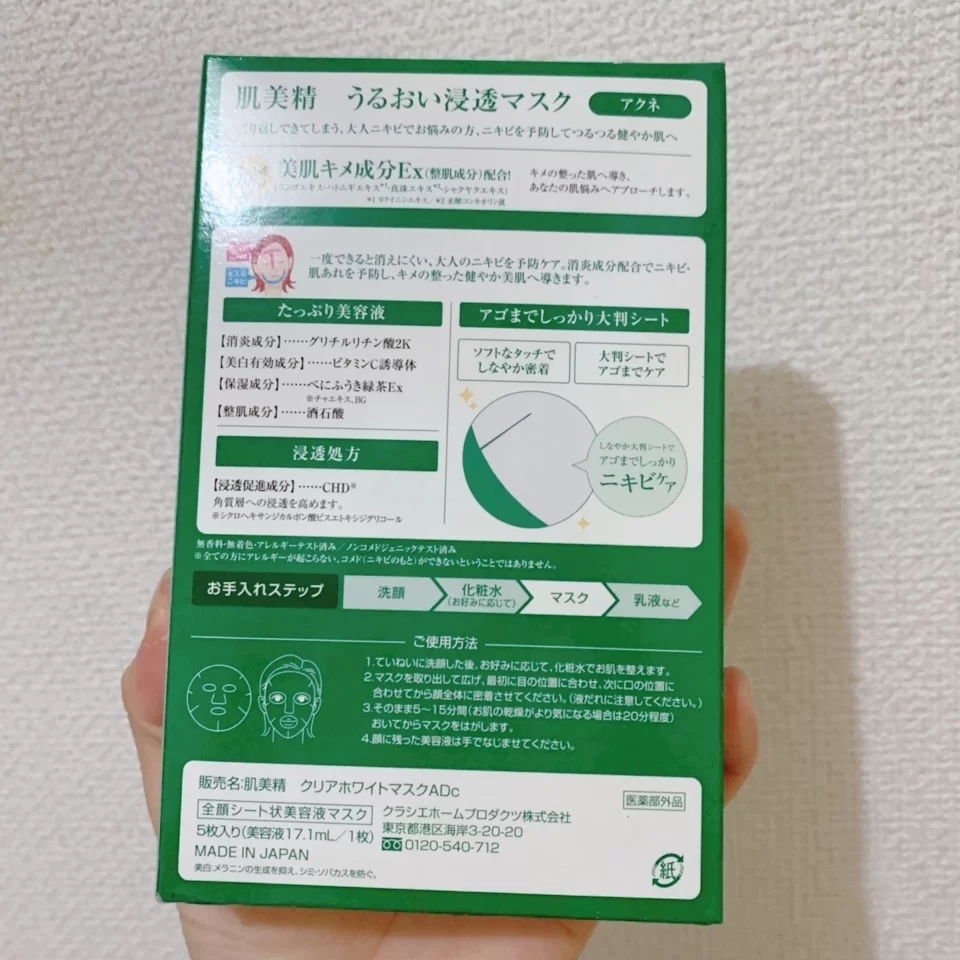 肌美精 うるおい浸透マスク アクネ
り返しできてしまう、大人ニキビでお悩みの方、ニキビを予防してつるつる健やか肌へ
美肌キメ成分Ex(整肌成分)配合!
(リンゴエキス・ハトムギエキス*1・真珠エキス*2・シャクヤクエキス)
*1 ヨクイニンエキス/*2 水解コンキオリン液
キメの整った肌へ導き、
あなたの肌悩みへアプローチします。
一度できると消えにくい、大人のニキビを予防ケア。消炎成分配合でニキビ・
肌あれを予防し、キメの整った健やか美肌へ導きます。
たっぷり美容液
【消炎成分】……グリチルリチン酸2K
【美白有効成分】……ビタミンC誘導体
【保湿成分】……べにふうき緑茶Ex
※チャエキス、BG
【整肌成分】……酒石酸
浸透処方
【浸透促進成分】……CHD※
角質層への浸透を高めます。
※シクロヘキサンジカルボン酸ビスエトキシジグリコール
アゴまでしっかり大判シート
ソフトなタッチで
しなやか密着
大判シートで
アゴまでケア
しなやか大判シートで
アゴまでしっかり
ニキビケア
無香料・無着色・アレルギーテスト済み/ノンコメドジェニックテスト済み
※全ての方にアレルギーが起こらない、コメド(ニキビのもと)ができないということではありません。
お手入れステップ
洗顔
化粧水
(お好みに応じて)
マスク
乳液など
ご使用方法
1.ていねいに洗顔した後、お好みに応じて、化粧水でお肌を整えます。
2.マスクを取り出して広げ、最初に目の位置に合わせ、次に口の位置に
合わせてから顔全体に密着させてください。(液だれに注意してください。)
3.そのまま5〜15分間(お肌の乾燥がより気になる場合は20分程度)
おいてからマスクをはがします。
4.顔に残った美容液は手でなじませてください。
販売名:肌美精 クリアホワイトマスクADc
全顔シート状美容液マスク
5枚入り(美容液17.1mL/1枚)
MADE IN JAPAN
美白:メラニンの生成を抑え、シミ・ソバカスを防ぐ。
クラシエホームプロダクツ株式会社
東京都港区海岸3-20-20
0120-540-712
医薬部外品
紙